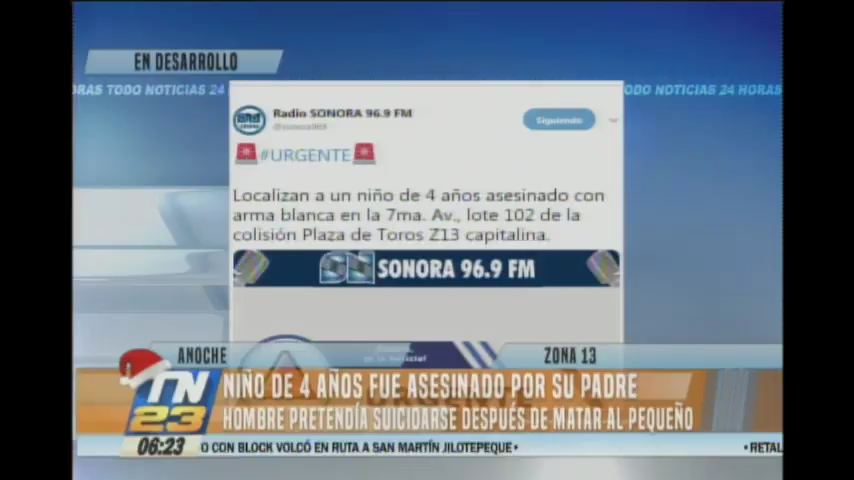 EN DESARROLLO
ORAS TODO NOTICIAS 24
ODO NOTICIAS 24 HORAS
Radio SONORA 96.9 FM
Siguiendo
#URGENTE
Localizan a un niño de 4 años asesinado con
arma blanca en la 7ma. Av., lote 102 de la
colisión Plaza de Toros Z13 capitalina.
SN SONORA 96.9 FM
ANOCHE
ZONA 13
NIÑO DE 4 AÑOS FUE ASESINADO POR SU PADRE
HOMBRE PRETENDÍA SUICIDARSE DESPUÉS DE MATAR AL PEQUEÑO
TN
23
06:23
O CON BLOCK VOLCÓ EN RUTA A SAN MARTÍN JILOTEPEQUE•
•RETAL